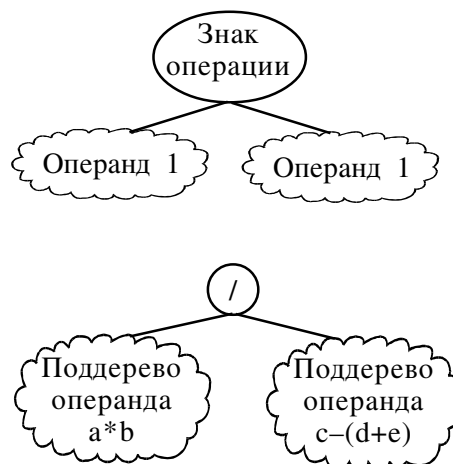 Знак
операции
Операнд 1
Операнд 1
/
Поддерево
операнда
a*b
Поддерево
операнда
c–(d+e)